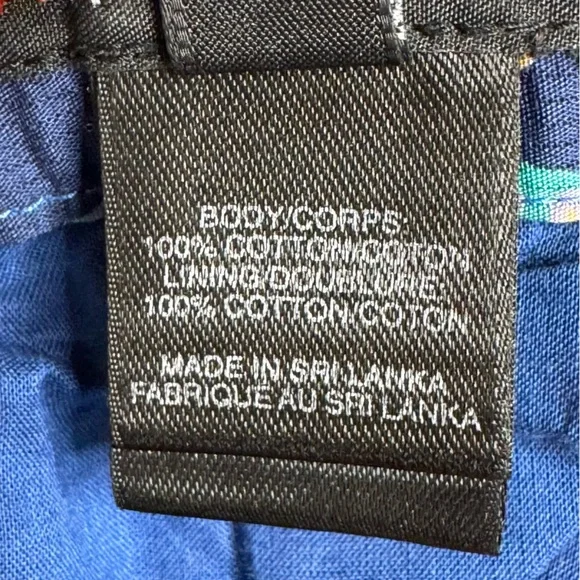 BODY/CORPS
100% COTTON/COTON
LINING/DOUBLURE
100% COTTON/COTON
MADE IN SRI LANKA
FABRIQUE AU SRI LANKA